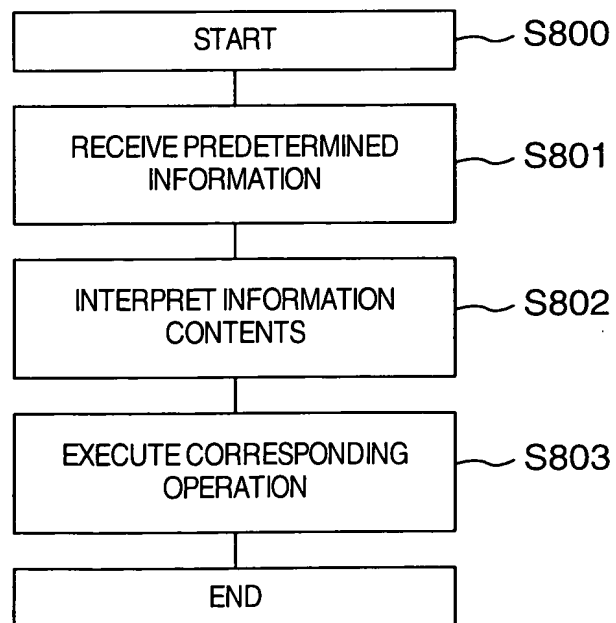 START
S800
RECEIVE PREDETERMINED
INFORMATION
S801
INTERPRET INFORMATION
CONTENTS
S802
EXECUTE CORRESPONDING
OPERATION
S803
END